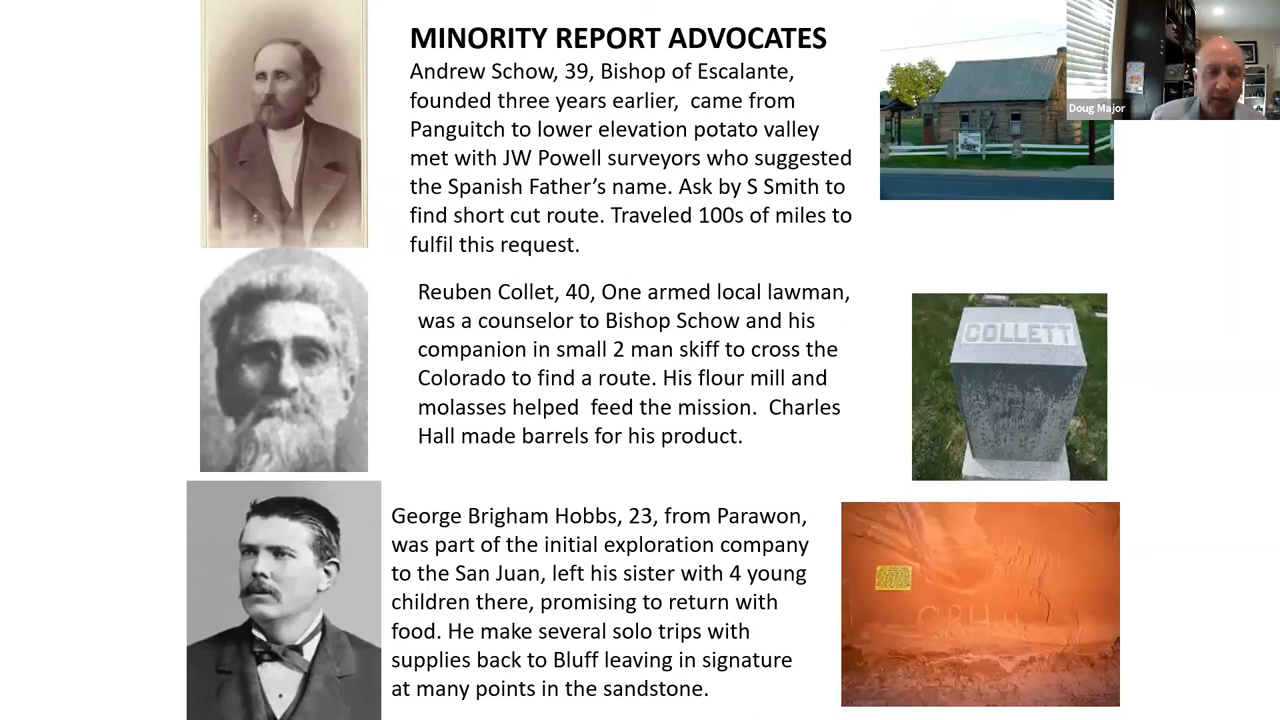 MINORITY REPORT ADVOCATES
Andrew Schow, 39, Bishop of Escalante,
founded three years earlier,  came from
Panguitch to lower elevation potato valley
met with JW Powell surveyors who suggested
the Spanish Father's name. Ask by S Smith to
find short cut route. Traveled 100s of miles to
fulfil this request.
Doug Major
Reuben Collet, 40, One armed local lawman,
was a counselor to Bishop Schow and his
companion in small 2 man skiff to cross the
Colorado to find a route. His flour mill and
molasses helped  feed the mission.  Charles
Hall made barrels for his product.
COLLETT
George Brigham Hobbs, 23, from Parawon,
was part of the initial exploration company
to the San Juan, left his sister with 4 young
children there, promising to return with
food. He make several solo trips with
supplies back to Bluff leaving in signature
at many points in the sandstone.
GBH